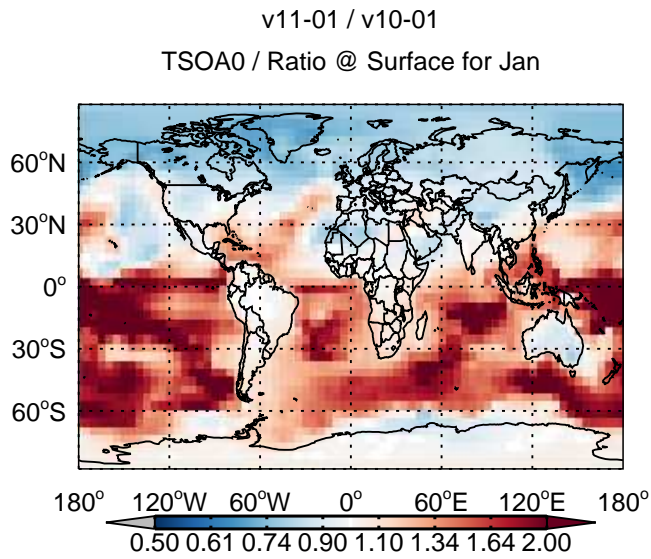 v11-01 / v10-01
TSOA0 / Ratio @ Surface for Jan
60°N
30°N
0°
30°S
60°S
180° 120°W 60°W 0° 60°E 120°E 180°
0.50 0.61 0.74 0.90 1.10 1.34 1.64 2.00